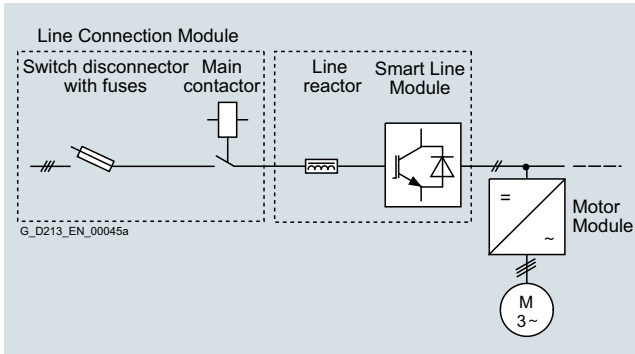 Line Connection Module
Switch disconnector
with fuses
Main
contactor
Line
reactor
Smart Line
Module
G_D213_EN_00045a
=
~
Motor
Module
M
3~